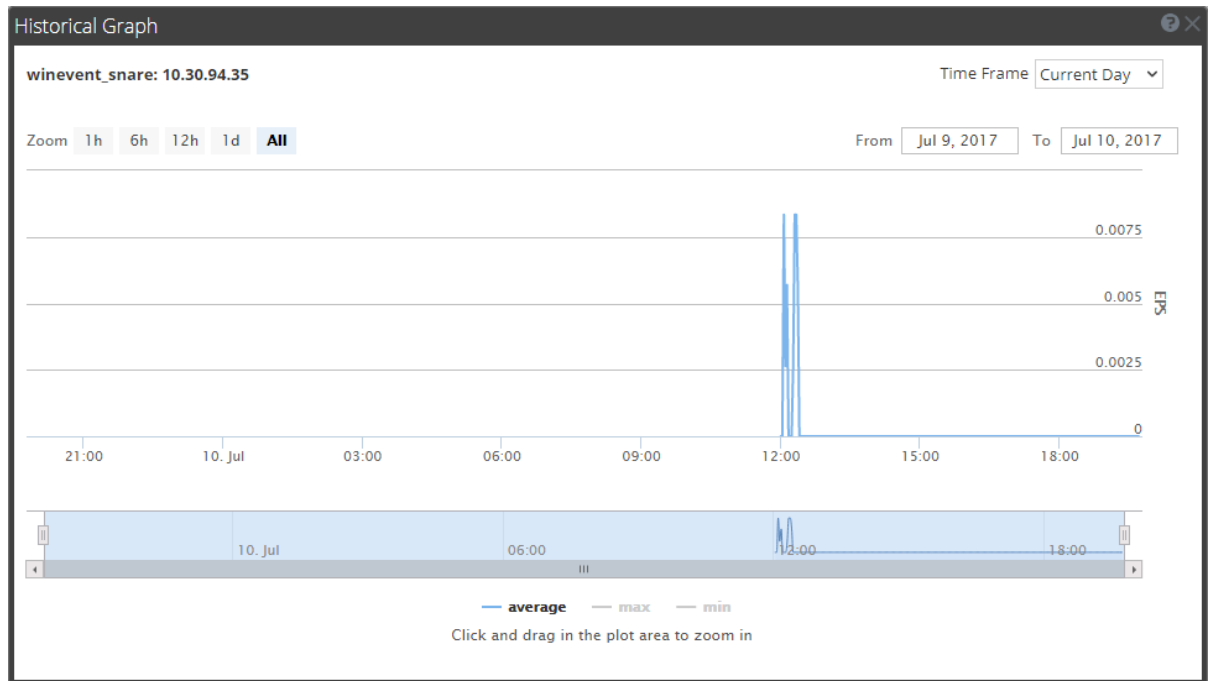 Historical Graph
winevent_snare: 10.30.94.35
Time Frame Current Day
Zoom 1h 6h 12h 1d All
From Jul 9, 2017 To Jul 10, 2017
0.0075
0.005
EPS
0.0025
0
21:00 10. Jul 03:00 06:00 09:00 12:00 15:00 18:00
10. Jul 06:00 12:00 18:00
average max min
Click and drag in the plot area to zoom in